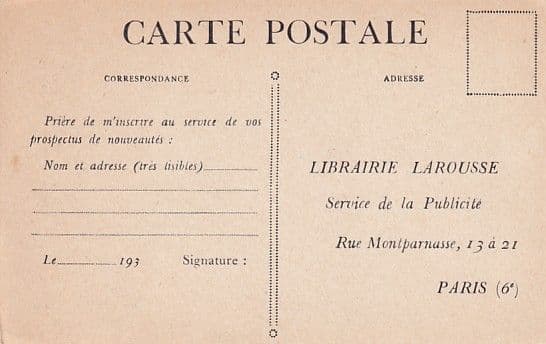 CARTE POSTALE
CORRESPONDANCE
Prière de m'inscrire au service de vos
prospectus de nouveautés :
Nom et adresse (très lisibles)
Le 193 Signature :
ADRESSE
LIBRAIRIE LAROUSSE
Service de la Publicité
Rue Montparnasse, 13 à 21
PARIS (6ᵉ)